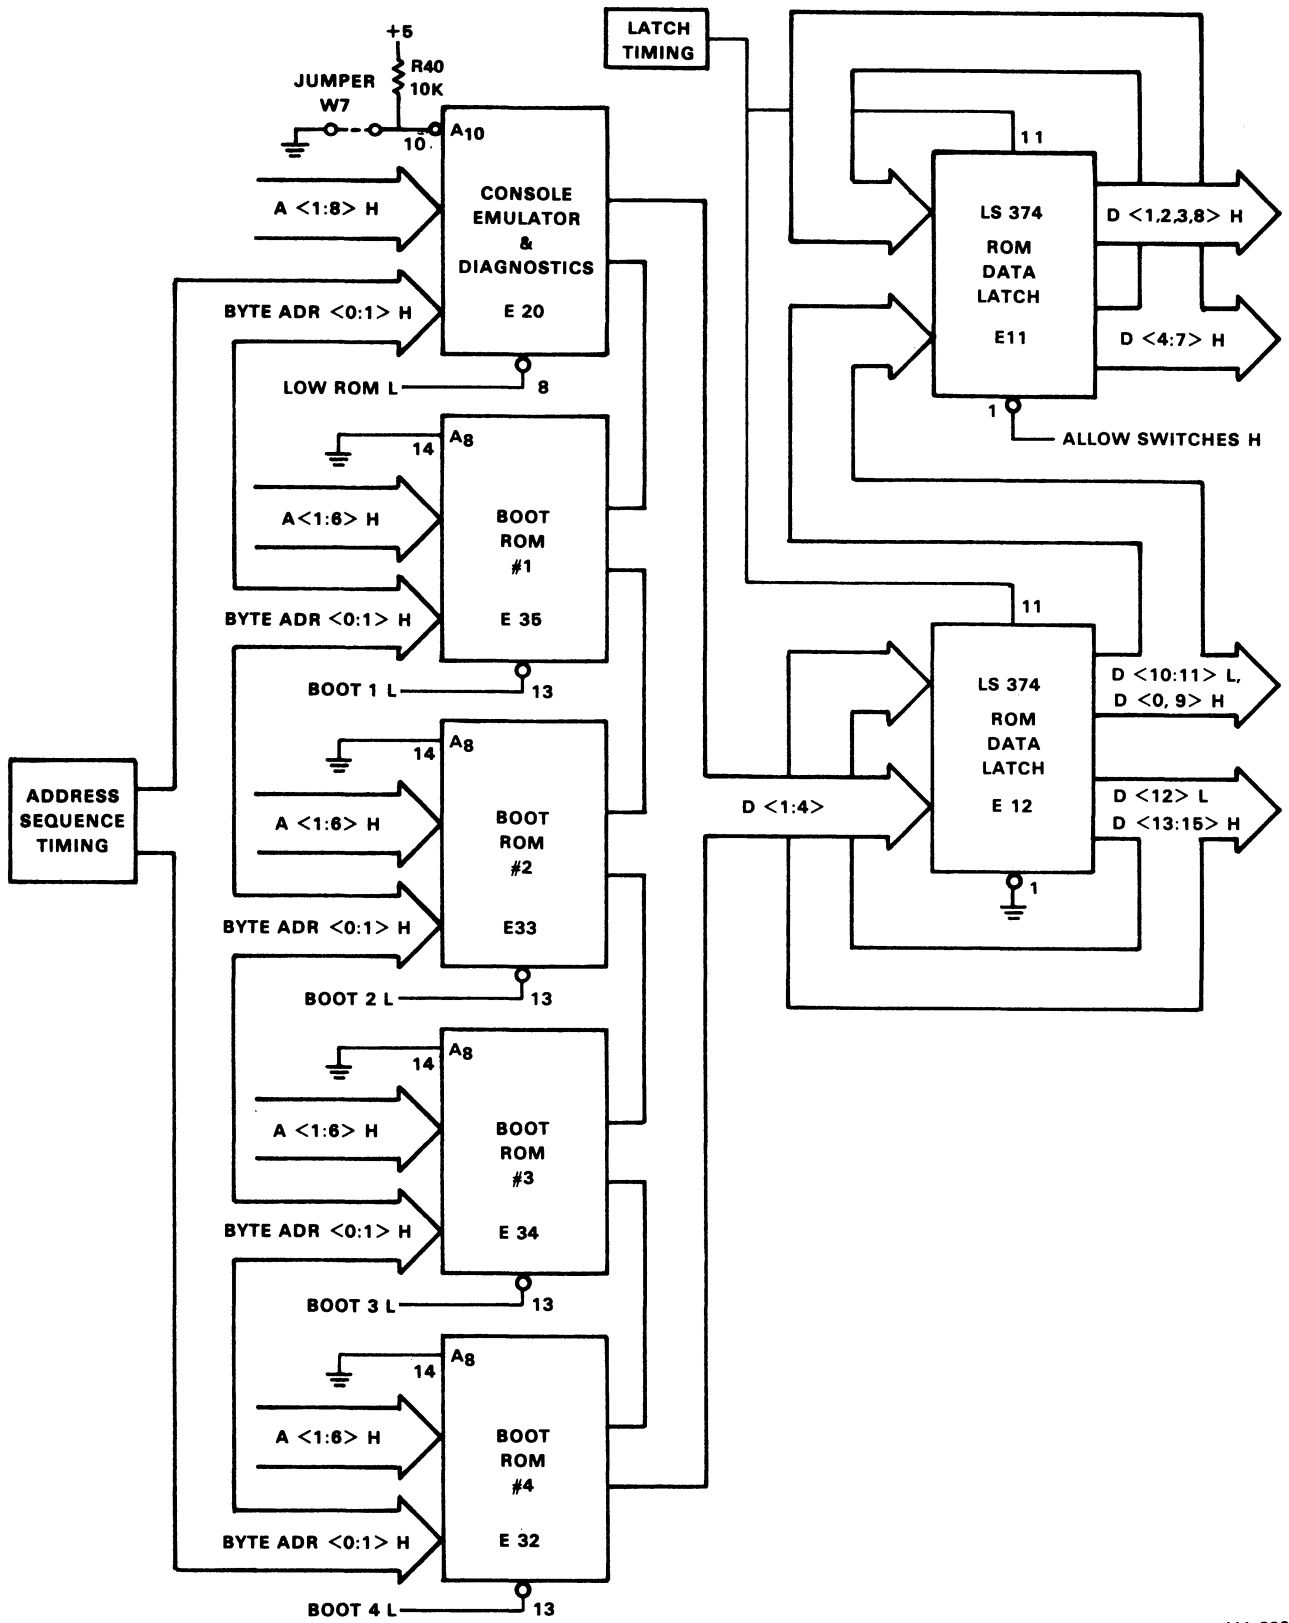 +5
R40
10K
JUMPER
W7
10
A10
A <1:8> H
BYTE ADR <0:1> H
CONSOLE
EMULATOR
&
DIAGNOSTICS
E 20
LOW ROM L
8
A8
14
A<1:6> H
BYTE ADR <0:1> H
BOOT
ROM
#1
E 35
BOOT 1 L
13
A8
14
A <1:6> H
BYTE ADR <0:1> H
BOOT
ROM
#2
E33
BOOT 2 L
13
A8
14
A <1:6> H
BYTE ADR <0:1> H
BOOT
ROM
#3
E 34
BOOT 3 L
13
A8
14
A <1:6> H
BYTE ADR <0:1> H
BOOT
ROM
#4
E 32
BOOT 4 L
13
ADDRESS
SEQUENCE
TIMING
LATCH
TIMING
11
LS 374
ROM
DATA
LATCH
E11
D <1,2,3,8> H
D <4:7> H
1
ALLOW SWITCHES H
11
LS 374
ROM
DATA
LATCH
E 12
D <1:4>
D <10:11> L,
D <0, 9> H
D <12> L
D <13:15> H
1